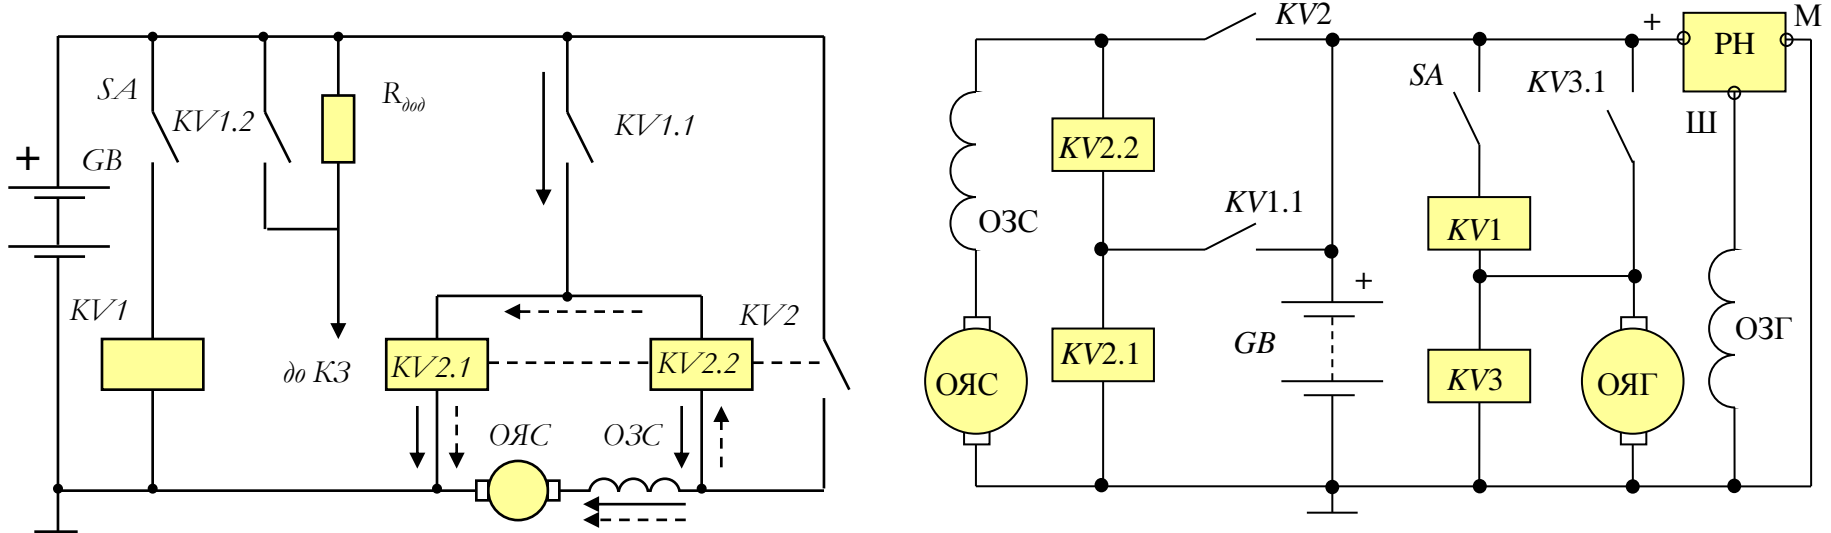 SA
KV1.2
R дод
KV1.1
+
GB
KV1
KV2
до КЗ
KV2.1
KV2.2
ОЯС
ОЗС
KV2
+
М
РН
SA
KV3.1
Ш
KV2.2
KV1.1
ОЗС
KV1
+
GB
KV2.1
ОЗГ
ОЯС
KV3
ОЯГ